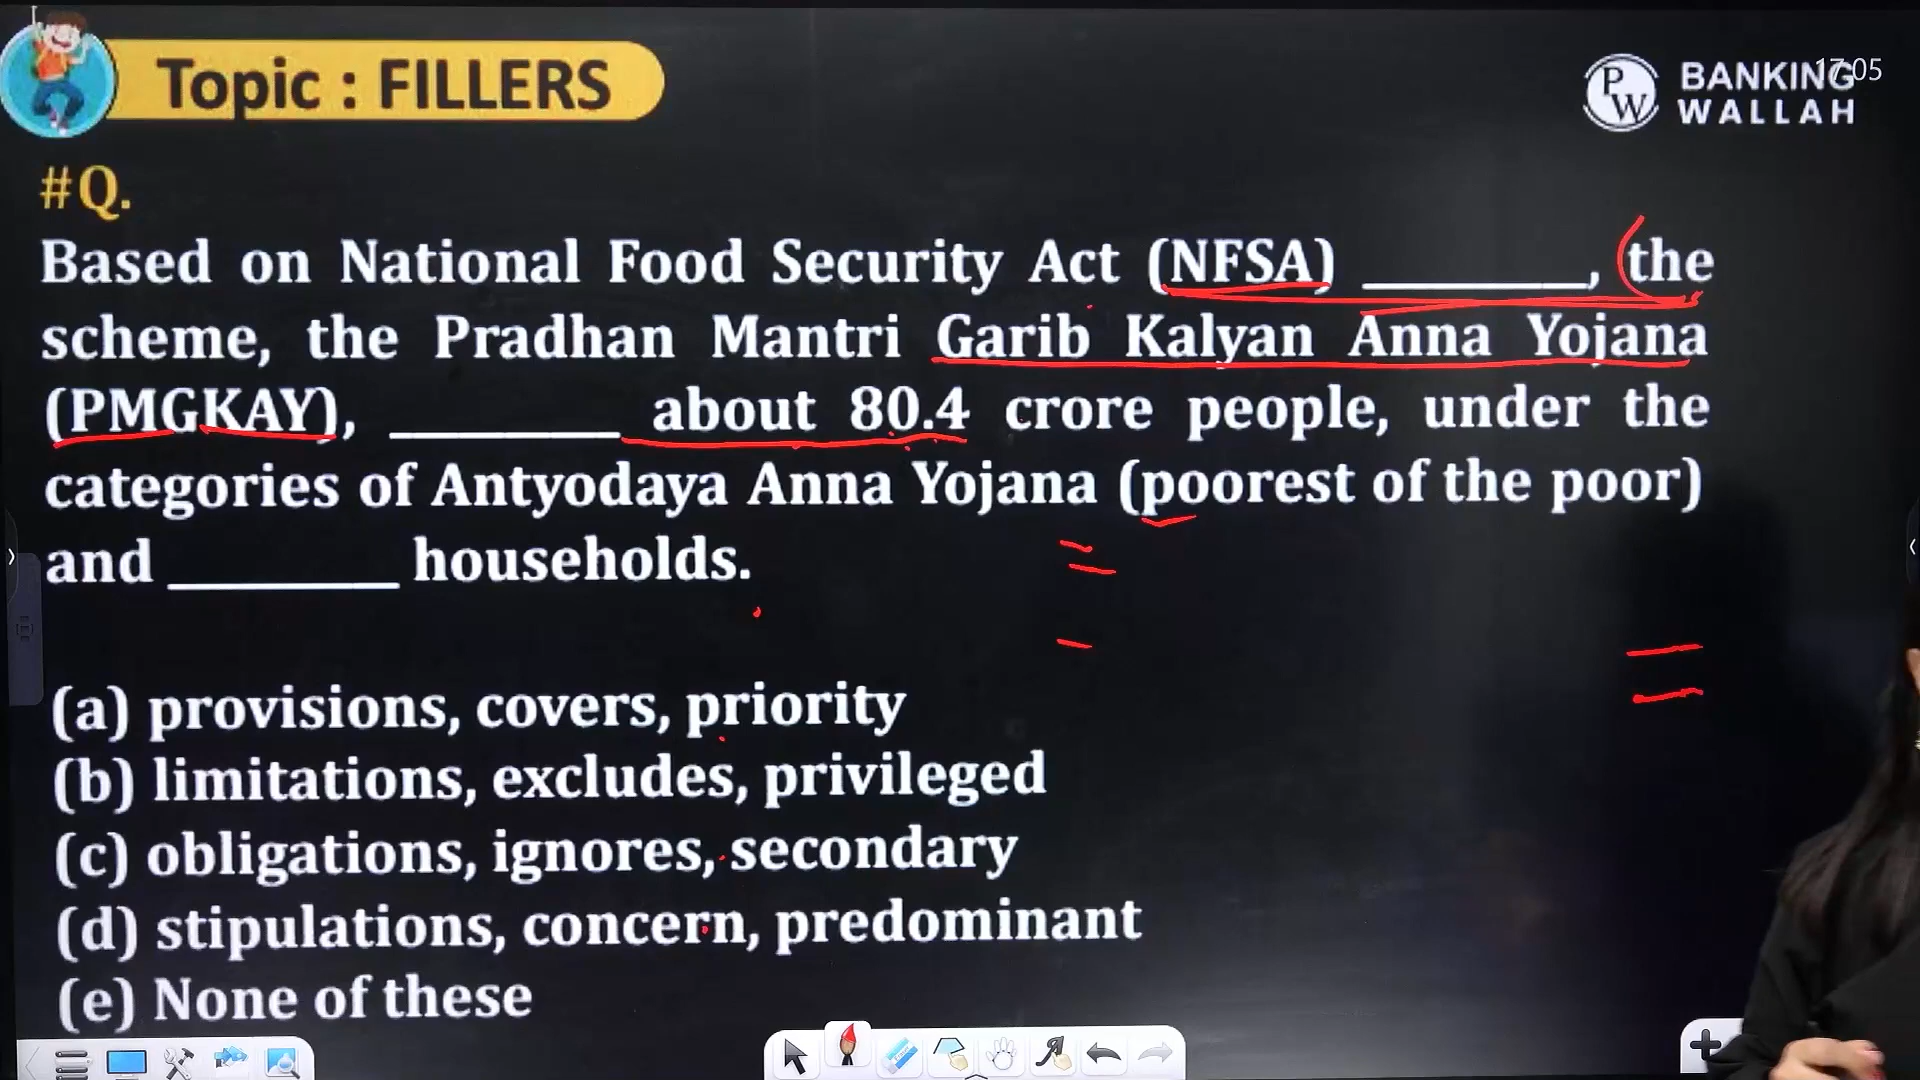 Topic : FILLERS
BANKING
WALLAH
17:05
PW
#Q.
Based on National Food Security Act (NFSA) ________, the
scheme, the Pradhan Mantri Garib Kalyan Anna Yojana
(PMGKAY), ________ about 80.4 crore people, under the
categories of Antyodaya Anna Yojana (poorest of the poor)
and ________ households.
(a) provisions, covers, priority
(b) limitations, excludes, privileged
(c) obligations, ignores, secondary
(d) stipulations, concern, predominant
(e) None of these